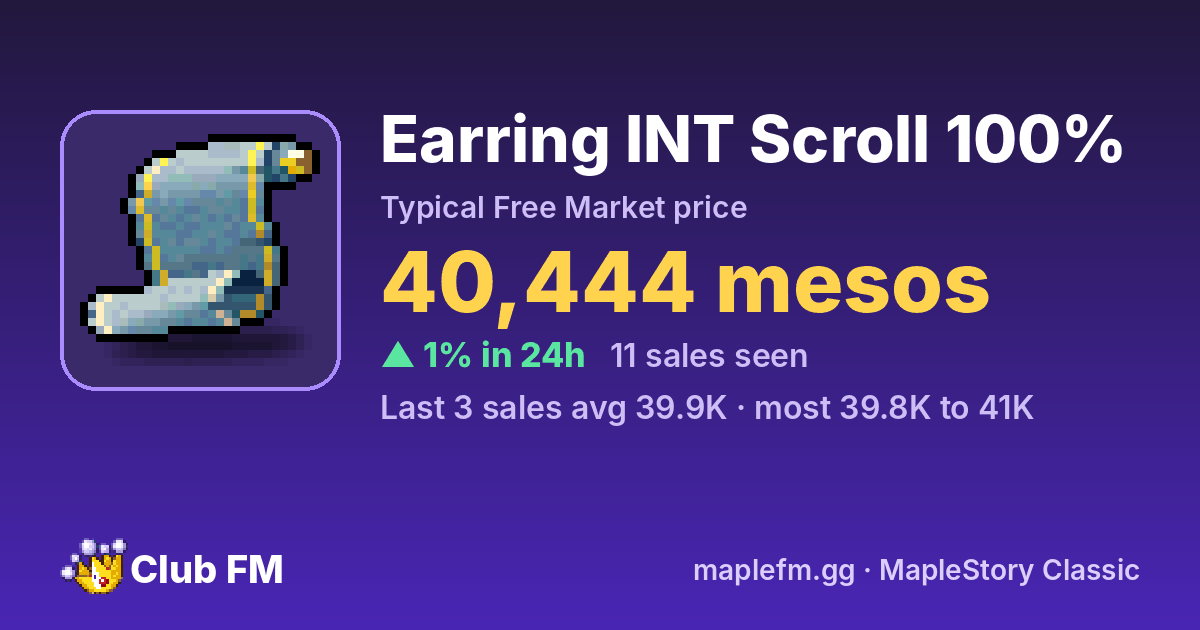 Earring INT Scroll 100%
Typical Free Market price
40,444 mesos
▲ 1% in 24h 11 sales seen
Last 3 sales avg 39.9K · most 39.8K to 41K
Club FM
maplefm.gg · MapleStory Classic